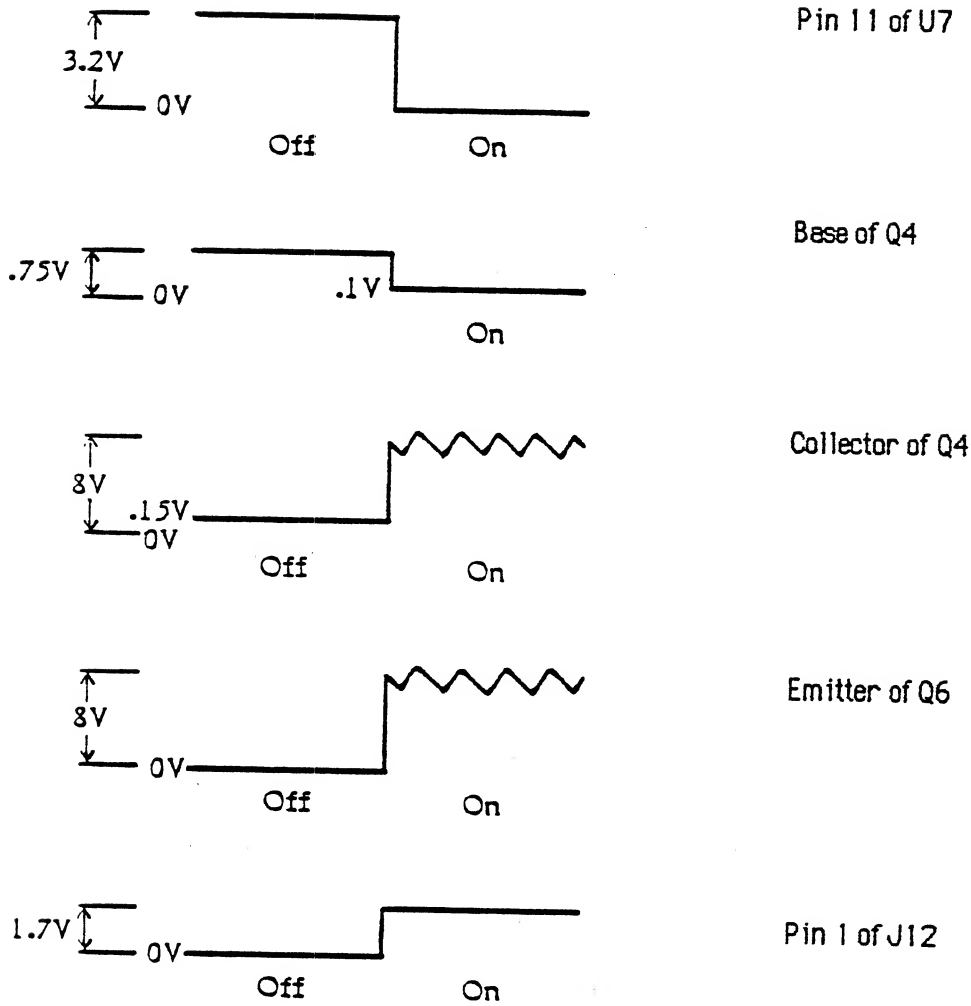 Pin 11 of U7
3.2V
0V
Off On
Base of Q4
.75V
0V .1V
On
Collector of Q4
8V
.15V
0V
Off On
Emitter of Q6
8V
0V
Off On
1.7V
0V
Pin 1 of J12
Off On